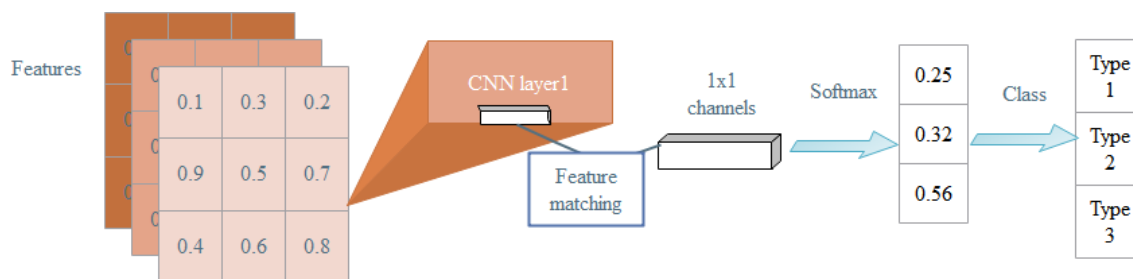 Features
0.1 0.3 0.2
0.9 0.5 0.7
0.4 0.6 0.8
CNN layer1
Feature
matching
1x1
channels
Softmax
0.25
0.32
0.56
Class
Type
1
Type
2
Type
3